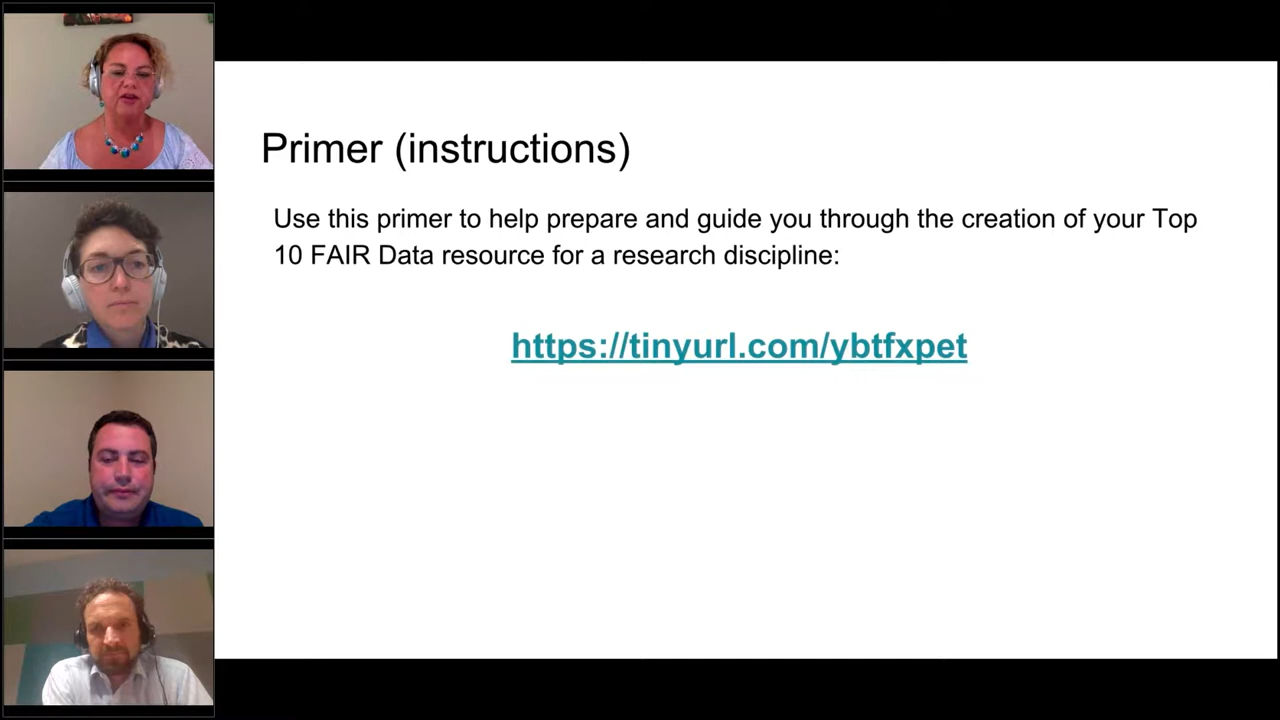 Primer (instructions)
Use this primer to help prepare and guide you through the creation of your Top
10 FAIR Data resource for a research discipline:
https://tinyurl.com/ybtfxpet